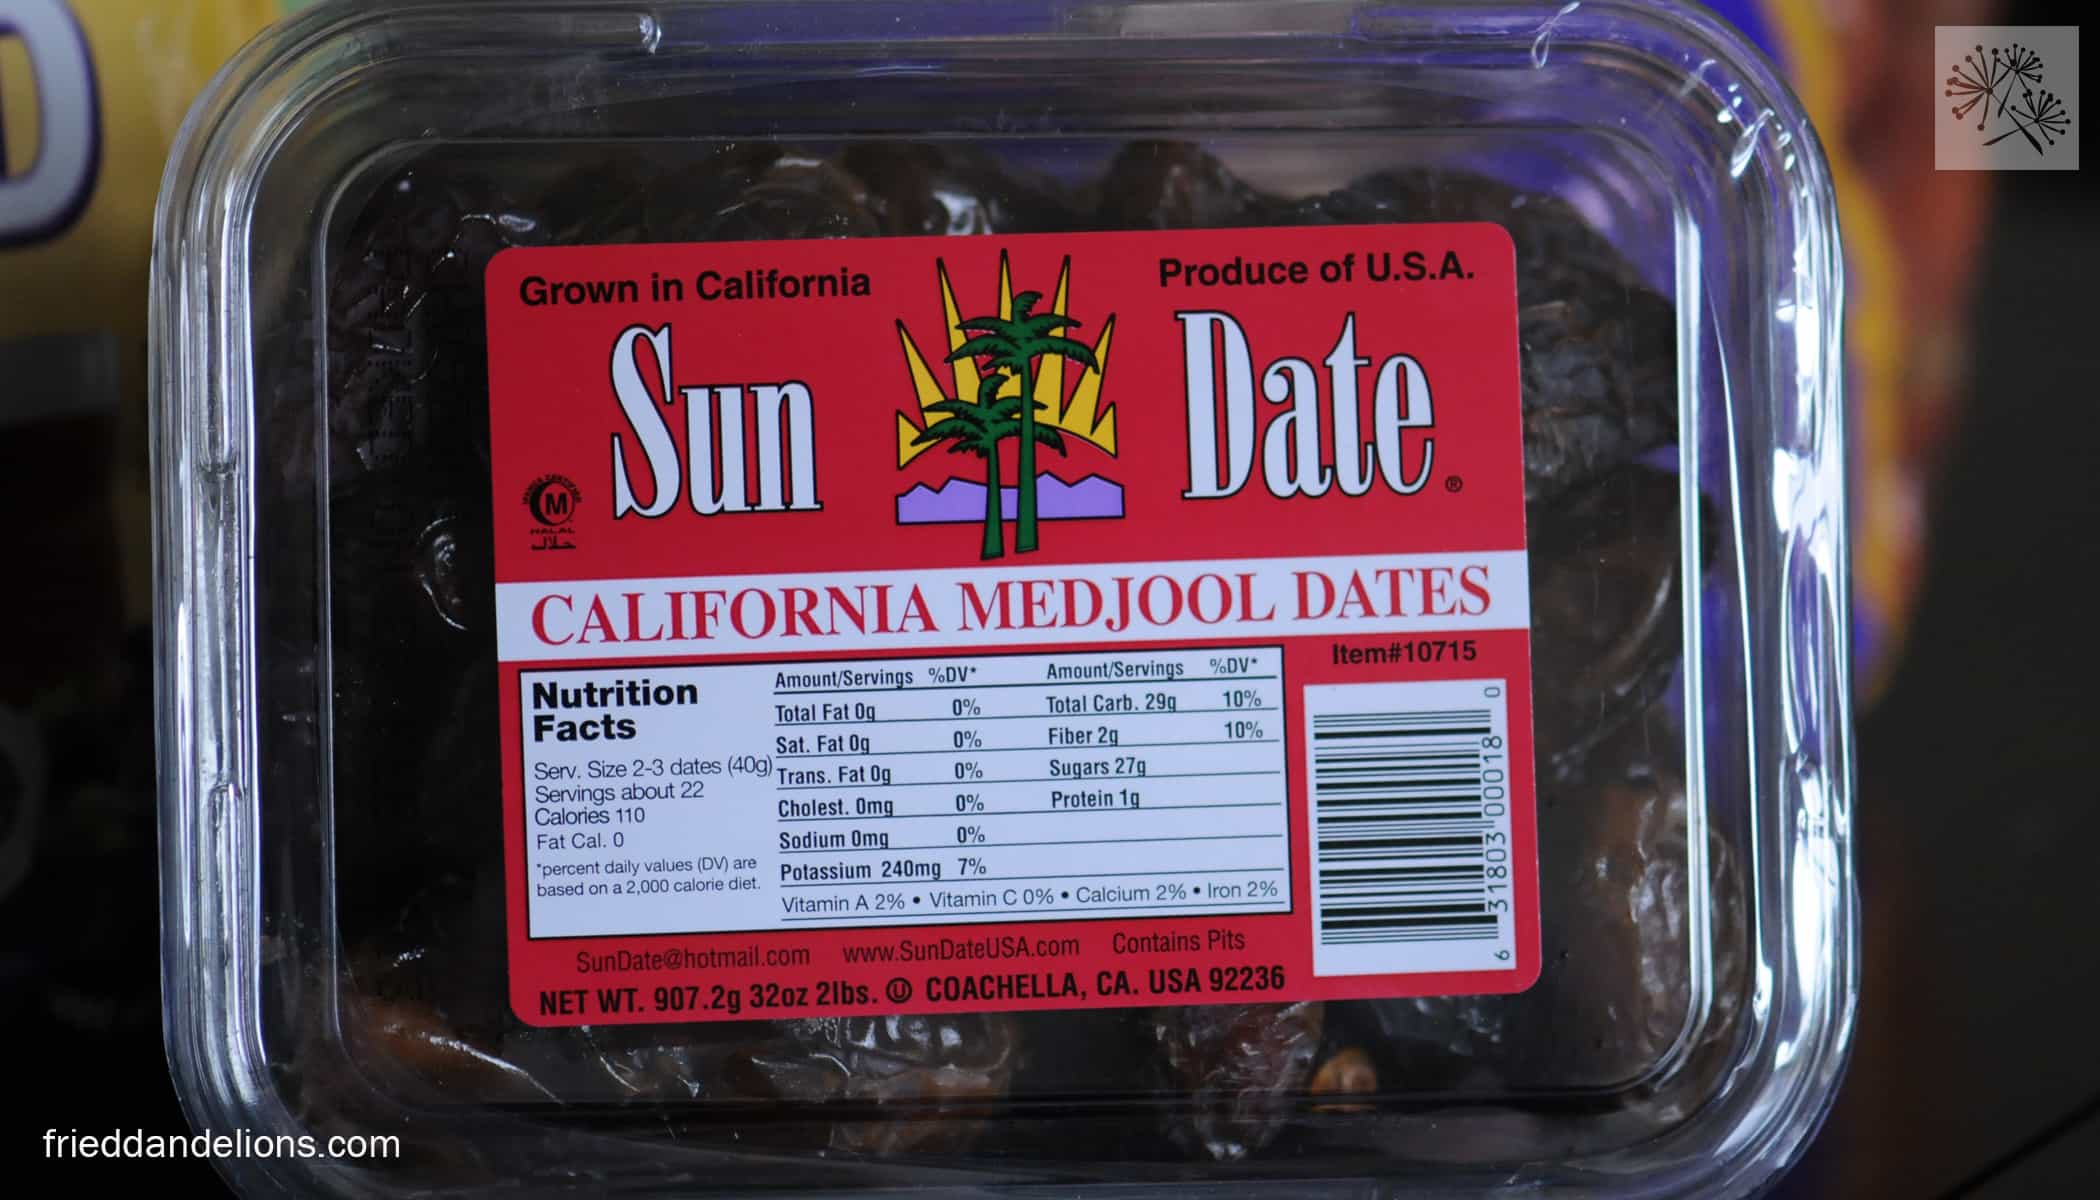 D
Grown in California
Produce of U.S.A.
Sun Date®
M
HALAL
حلال
CALIFORNIA MEDJOOL DATES
Item#10715
Nutrition
Facts
Serv. Size 2-3 dates (40g)
Servings about 22
Calories 110
Fat Cal. 0
*percent daily values (DV) are
based on a 2,000 calorie diet.
Amount/Servings %DV*
Total Fat 0g 0%
Sat. Fat 0g 0%
Trans. Fat 0g 0%
Cholest. 0mg 0%
Sodium 0mg 0%
Potassium 240mg 7%
Amount/Servings %DV*
Total Carb. 29g 10%
Fiber 2g 10%
Sugars 27g
Protein 1g
Vitamin A 2% • Vitamin C 0% • Calcium 2% • Iron 2%
6 31803 00018 0
SunDate@hotmail.com www.SunDateUSA.com Contains Pits
NET WT. 907.2g 32oz 2lbs. Ⓤ COACHELLA, CA. USA 92236
frieddandelions.com